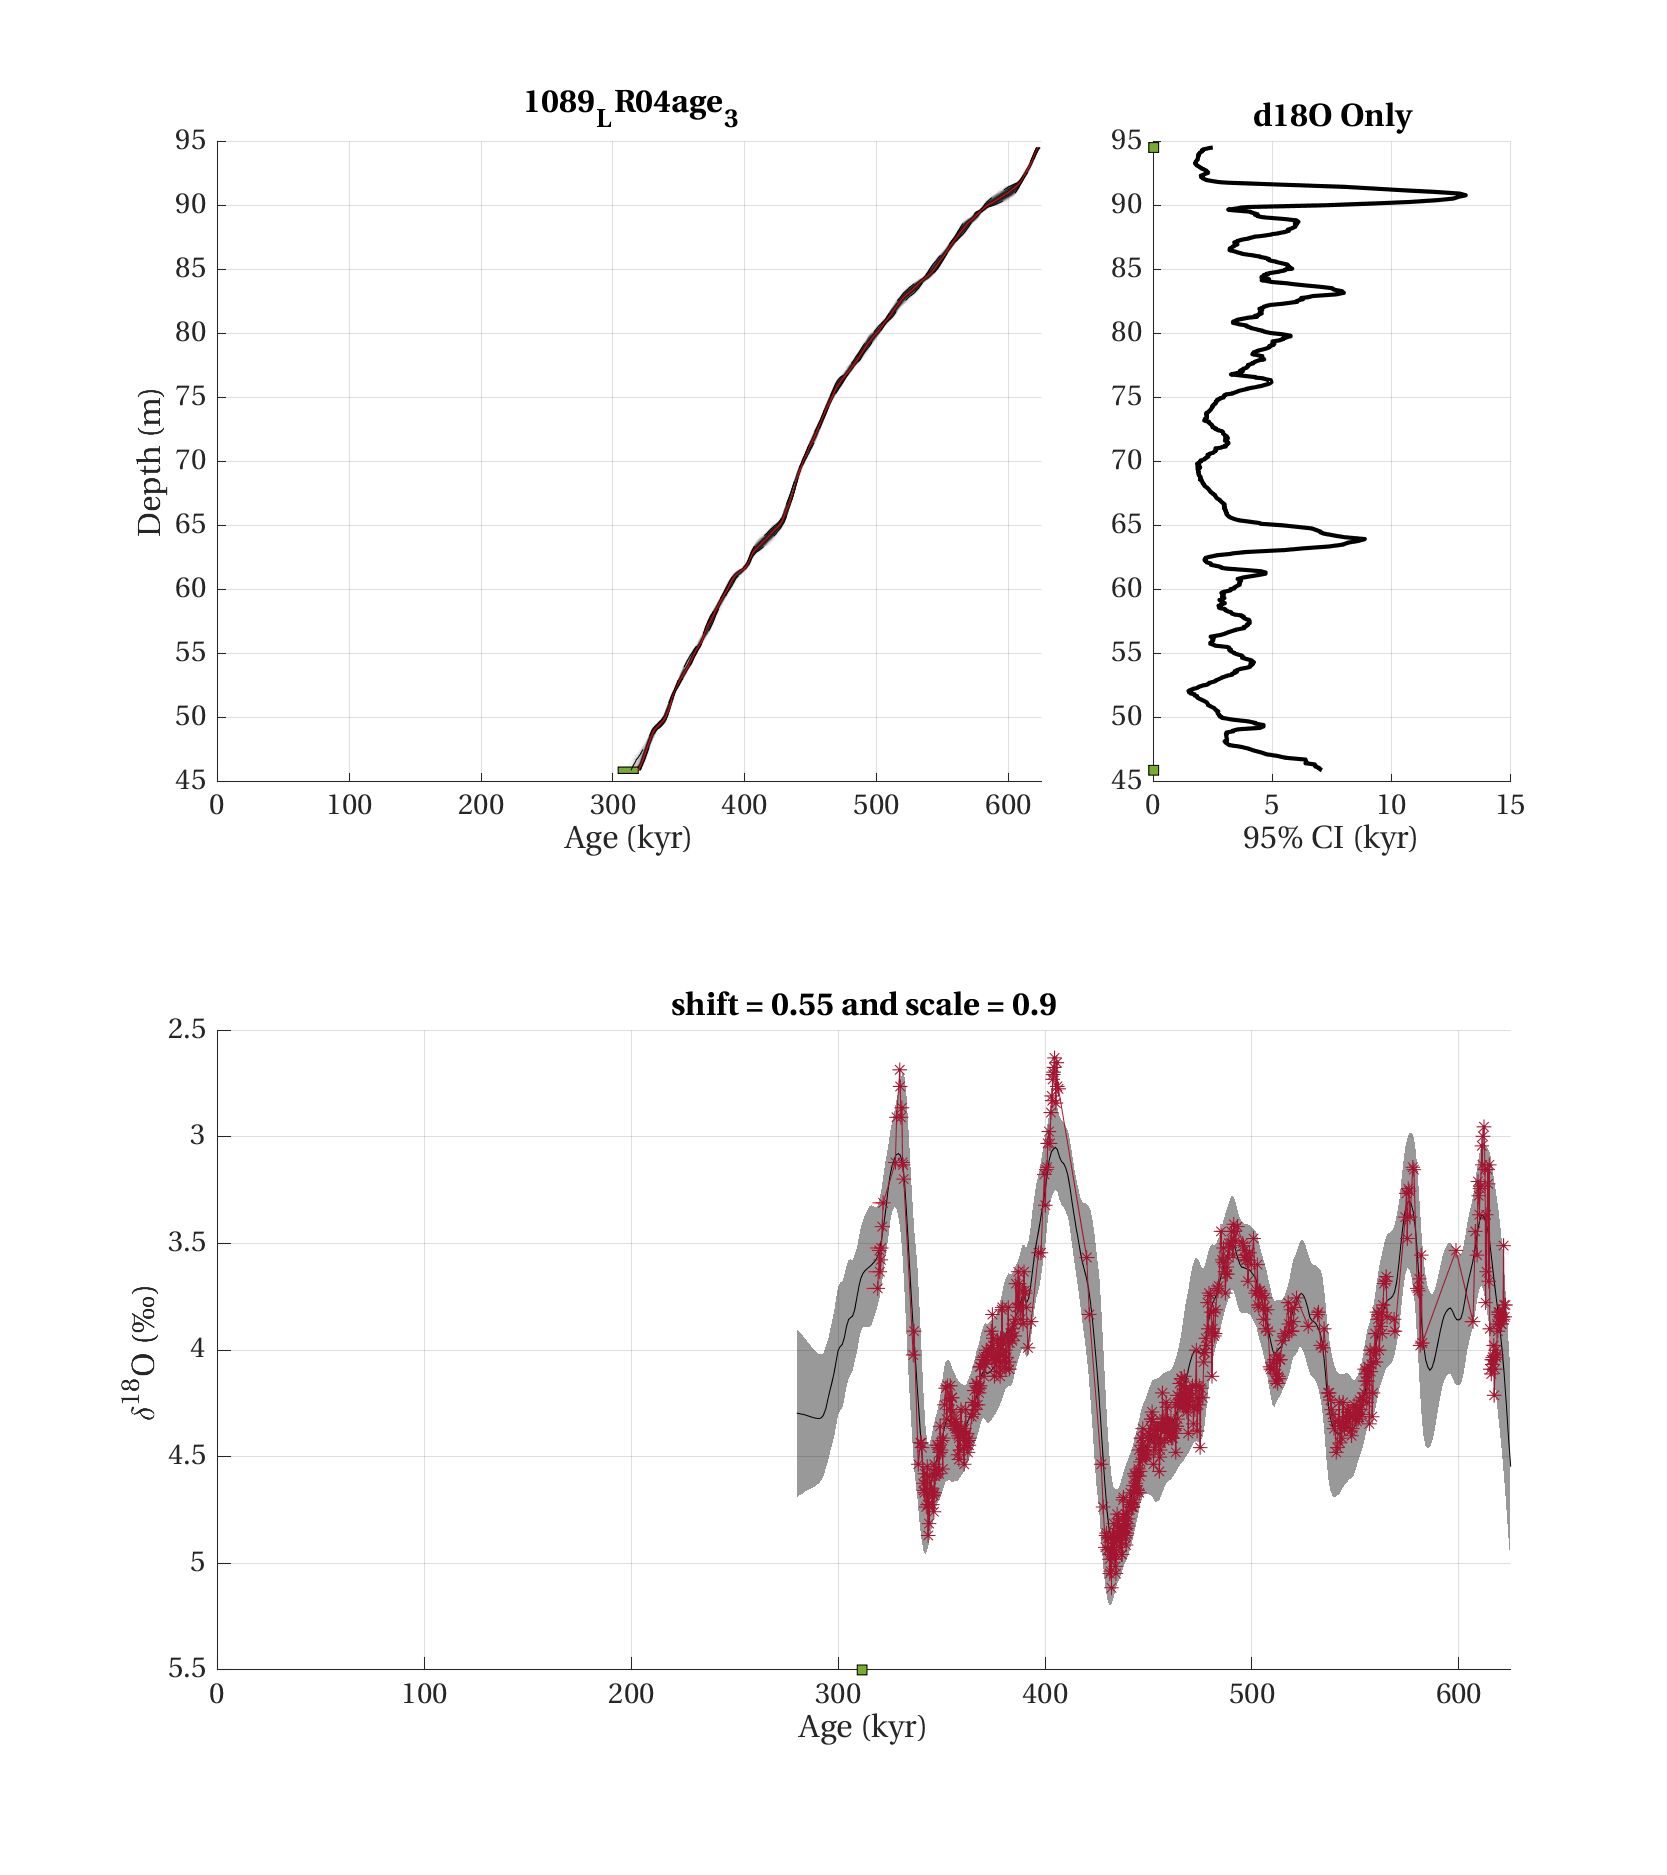 1089LR04age3
95
90
85
80
75
70
65
60
55
50
45
0 100 200 300 400 500 600
Age (kyr)
Depth (m)
d18O Only
95
90
85
80
75
70
65
60
55
50
45
0 5 10 15
95% CI (kyr)
shift = 0.55 and scale = 0.9
2.5
3
3.5
4
4.5
5
5.5
0 100 200 300 400 500 600
Age (kyr)
δ18O (‰)